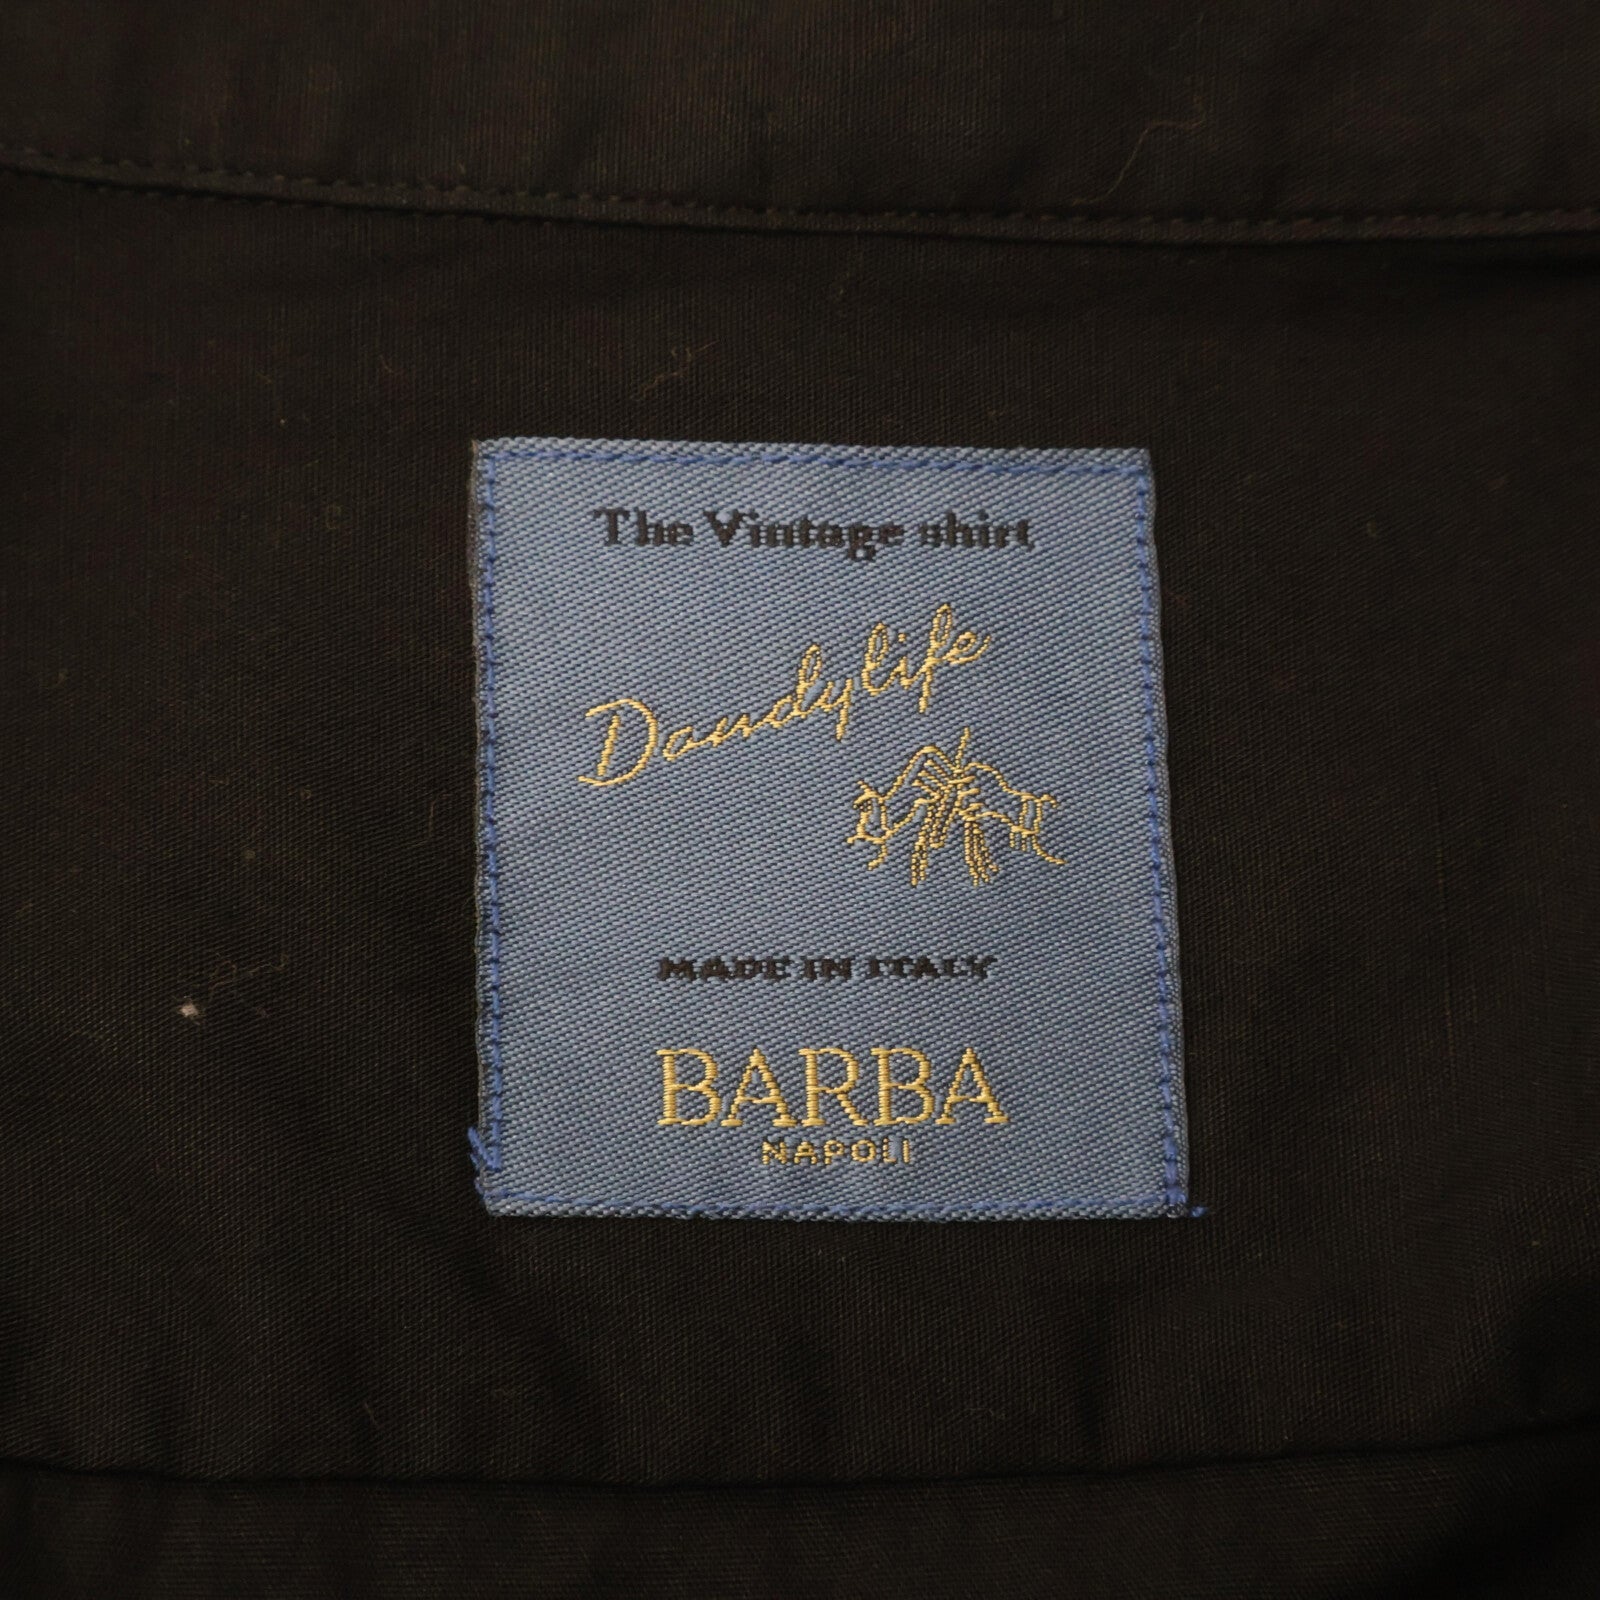 The Vintage shirt
Dandylife
MADE IN ITALY
BARBA
NAPOLI